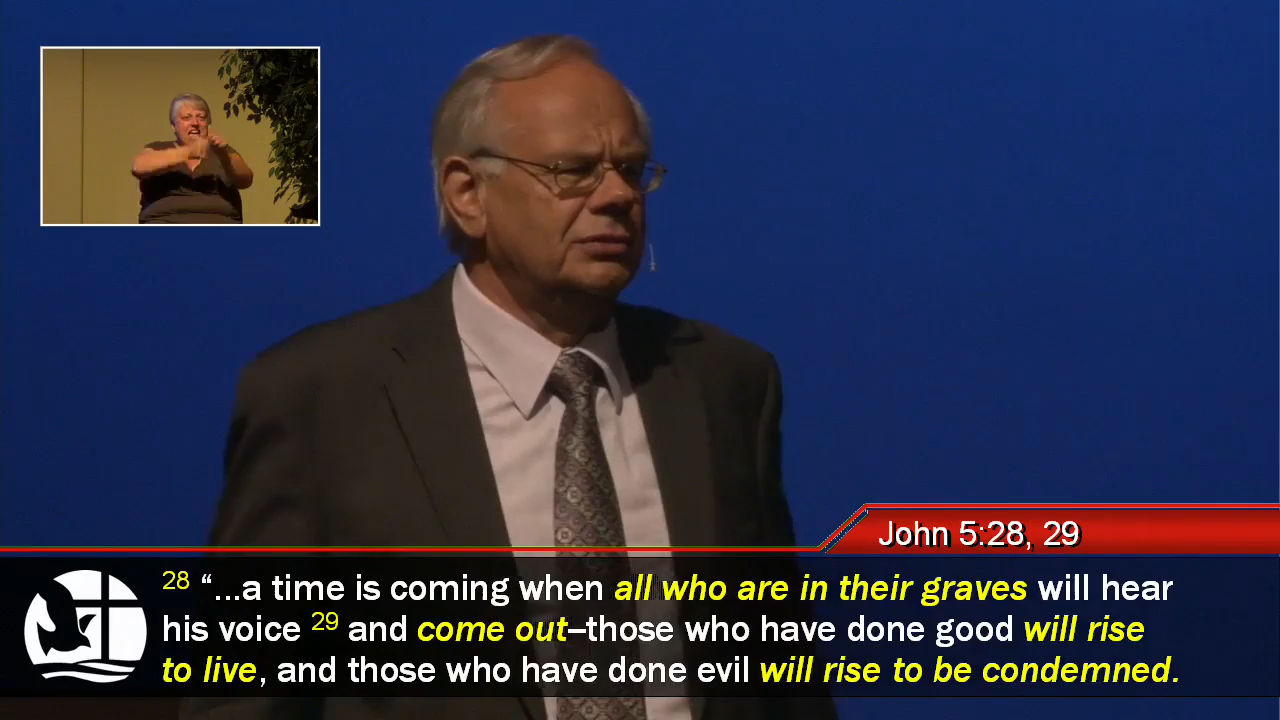 John 5:28, 29
28 “...a time is coming when all who are in their graves will hear
his voice 29 and come out–those who have done good will rise
to live, and those who have done evil will rise to be condemned.